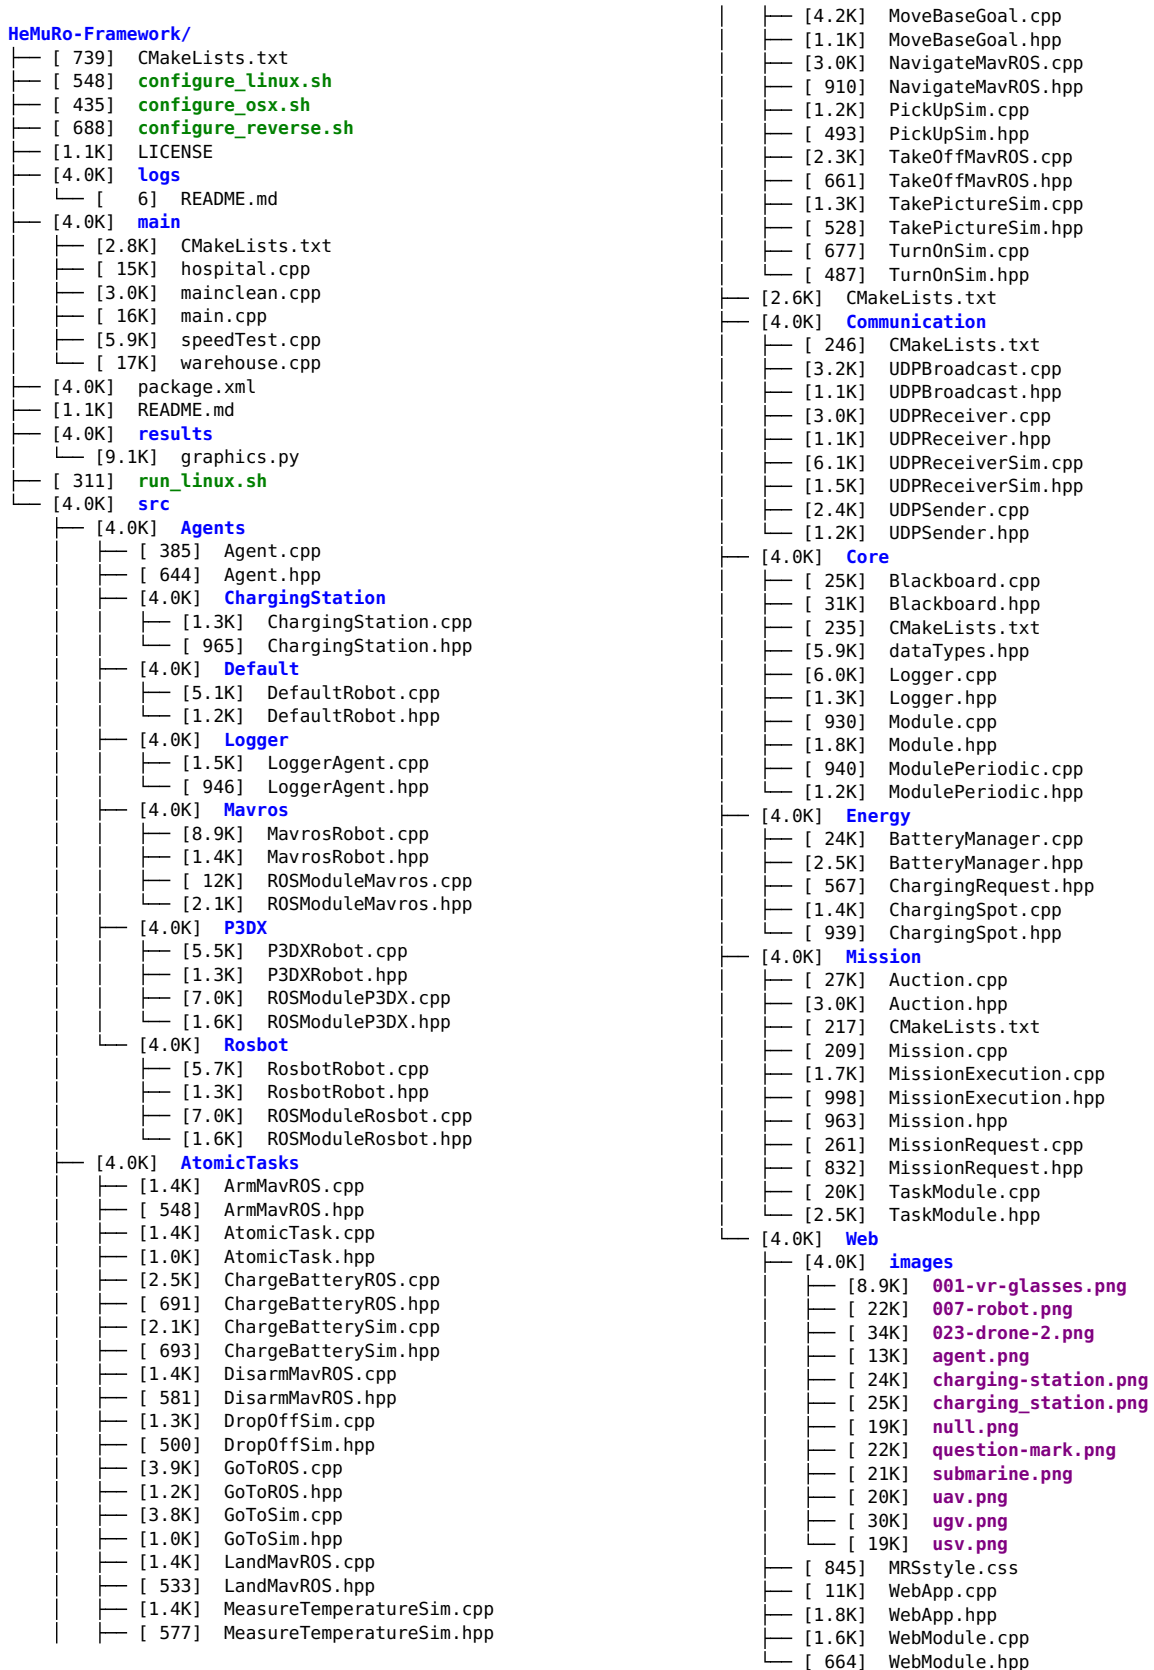 HeMuRo-Framework/
├── [ 739]  CMakeLists.txt
├── [ 548]  configure_linux.sh
├── [ 435]  configure_osx.sh
├── [ 688]  configure_reverse.sh
├── [1.1K]  LICENSE
├── [4.0K]  logs
│   └── [   6]  README.md
├── [4.0K]  main
│   ├── [2.8K]  CMakeLists.txt
│   ├── [ 15K]  hospital.cpp
│   ├── [3.0K]  mainclean.cpp
│   ├── [ 16K]  main.cpp
│   ├── [5.9K]  speedTest.cpp
│   └── [ 17K]  warehouse.cpp
├── [4.0K]  package.xml
├── [1.1K]  README.md
├── [4.0K]  results
│   └── [9.1K]  graphics.py
├── [ 311]  run_linux.sh
└── [4.0K]  src
    ├── [4.0K]  Agents
    │   ├── [ 385]  Agent.cpp
    │   ├── [ 644]  Agent.hpp
    │   ├── [4.0K]  ChargingStation
    │   │   ├── [1.3K]  ChargingStation.cpp
    │   │   └── [ 965]  ChargingStation.hpp
    │   ├── [4.0K]  Default
    │   │   ├── [5.1K]  DefaultRobot.cpp
    │   │   └── [1.2K]  DefaultRobot.hpp
    │   ├── [4.0K]  Logger
    │   │   ├── [1.5K]  LoggerAgent.cpp
    │   │   └── [ 946]  LoggerAgent.hpp
    │   ├── [4.0K]  Mavros
    │   │   ├── [8.9K]  MavrosRobot.cpp
    │   │   ├── [1.4K]  MavrosRobot.hpp
    │   │   ├── [ 12K]  ROSModuleMavros.cpp
    │   │   └── [2.1K]  ROSModuleMavros.hpp
    │   ├── [4.0K]  P3DX
    │   │   ├── [5.5K]  P3DXRobot.cpp
    │   │   ├── [1.3K]  P3DXRobot.hpp
    │   │   ├── [7.0K]  ROSModuleP3DX.cpp
    │   │   └── [1.6K]  ROSModuleP3DX.hpp
    │   └── [4.0K]  Rosbot
    │       ├── [5.7K]  RosbotRobot.cpp
    │       ├── [1.3K]  RosbotRobot.hpp
    │       ├── [7.0K]  ROSModuleRosbot.cpp
    │       └── [1.6K]  ROSModuleRosbot.hpp
    ├── [4.0K]  AtomicTasks
    │   ├── [1.4K]  ArmMavROS.cpp
    │   ├── [ 548]  ArmMavROS.hpp
    │   ├── [1.4K]  AtomicTask.cpp
    │   ├── [1.0K]  AtomicTask.hpp
    │   ├── [2.5K]  ChargeBatteryROS.cpp
    │   ├── [ 691]  ChargeBatteryROS.hpp
    │   ├── [2.1K]  ChargeBatterySim.cpp
    │   ├── [ 693]  ChargeBatterySim.hpp
    │   ├── [1.4K]  DisarmMavROS.cpp
    │   ├── [ 581]  DisarmMavROS.hpp
    │   ├── [1.3K]  DropOffSim.cpp
    │   ├── [ 500]  DropOffSim.hpp
    │   ├── [3.9K]  GoToROS.cpp
    │   ├── [1.2K]  GoToROS.hpp
    │   ├── [3.8K]  GoToSim.cpp
    │   ├── [1.0K]  GoToSim.hpp
    │   ├── [1.4K]  LandMavROS.cpp
    │   ├── [ 533]  LandMavROS.hpp
    │   ├── [1.4K]  MeasureTemperatureSim.cpp
    │   ├── [ 577]  MeasureTemperatureSim.hpp
    │   ├── [4.2K]  MoveBaseGoal.cpp
    │   ├── [1.1K]  MoveBaseGoal.hpp
    │   ├── [3.0K]  NavigateMavROS.cpp
    │   ├── [ 910]  NavigateMavROS.hpp
    │   ├── [1.2K]  PickUpSim.cpp
    │   ├── [ 493]  PickUpSim.hpp
    │   ├── [2.3K]  TakeOffMavROS.cpp
    │   ├── [ 661]  TakeOffMavROS.hpp
    │   ├── [1.3K]  TakePictureSim.cpp
    │   ├── [ 528]  TakePictureSim.hpp
    │   ├── [ 677]  TurnOnSim.cpp
    │   └── [ 487]  TurnOnSim.hpp
    ├── [2.6K]  CMakeLists.txt
    ├── [4.0K]  Communication
    │   ├── [ 246]  CMakeLists.txt
    │   ├── [3.2K]  UDPBroadcast.cpp
    │   ├── [1.1K]  UDPBroadcast.hpp
    │   ├── [3.0K]  UDPReceiver.cpp
    │   ├── [1.1K]  UDPReceiver.hpp
    │   ├── [6.1K]  UDPReceiverSim.cpp
    │   ├── [1.5K]  UDPReceiverSim.hpp
    │   ├── [2.4K]  UDPSender.cpp
    │   └── [1.2K]  UDPSender.hpp
    ├── [4.0K]  Core
    │   ├── [ 25K]  Blackboard.cpp
    │   ├── [ 31K]  Blackboard.hpp
    │   ├── [ 235]  CMakeLists.txt
    │   ├── [5.9K]  dataTypes.hpp
    │   ├── [6.0K]  Logger.cpp
    │   ├── [1.3K]  Logger.hpp
    │   ├── [ 930]  Module.cpp
    │   ├── [1.8K]  Module.hpp
    │   ├── [ 940]  ModulePeriodic.cpp
    │   └── [1.2K]  ModulePeriodic.hpp
    ├── [4.0K]  Energy
    │   ├── [ 24K]  BatteryManager.cpp
    │   ├── [2.5K]  BatteryManager.hpp
    │   ├── [ 567]  ChargingRequest.hpp
    │   ├── [1.4K]  ChargingSpot.cpp
    │   └── [ 939]  ChargingSpot.hpp
    ├── [4.0K]  Mission
    │   ├── [ 27K]  Auction.cpp
    │   ├── [3.0K]  Auction.hpp
    │   ├── [ 217]  CMakeLists.txt
    │   ├── [ 209]  Mission.cpp
    │   ├── [1.7K]  MissionExecution.cpp
    │   ├── [ 998]  MissionExecution.hpp
    │   ├── [ 963]  Mission.hpp
    │   ├── [ 261]  MissionRequest.cpp
    │   ├── [ 832]  MissionRequest.hpp
    │   ├── [ 20K]  TaskModule.cpp
    │   └── [2.5K]  TaskModule.hpp
    └── [4.0K]  Web
        ├── [4.0K]  images
        │   ├── [8.9K]  001-vr-glasses.png
        │   ├── [ 22K]  007-robot.png
        │   ├── [ 34K]  023-drone-2.png
        │   ├── [ 13K]  agent.png
        │   ├── [ 24K]  charging-station.png
        │   ├── [ 25K]  charging_station.png
        │   ├── [ 19K]  null.png
        │   ├── [ 22K]  question-mark.png
        │   ├── [ 21K]  submarine.png
        │   ├── [ 20K]  uav.png
        │   ├── [ 30K]  ugv.png
        │   └── [ 19K]  usv.png
        ├── [ 845]  MRSstyle.css
        ├── [ 11K]  WebApp.cpp
        ├── [1.8K]  WebApp.hpp
        ├── [1.6K]  WebModule.cpp
        └── [ 664]  WebModule.hpp